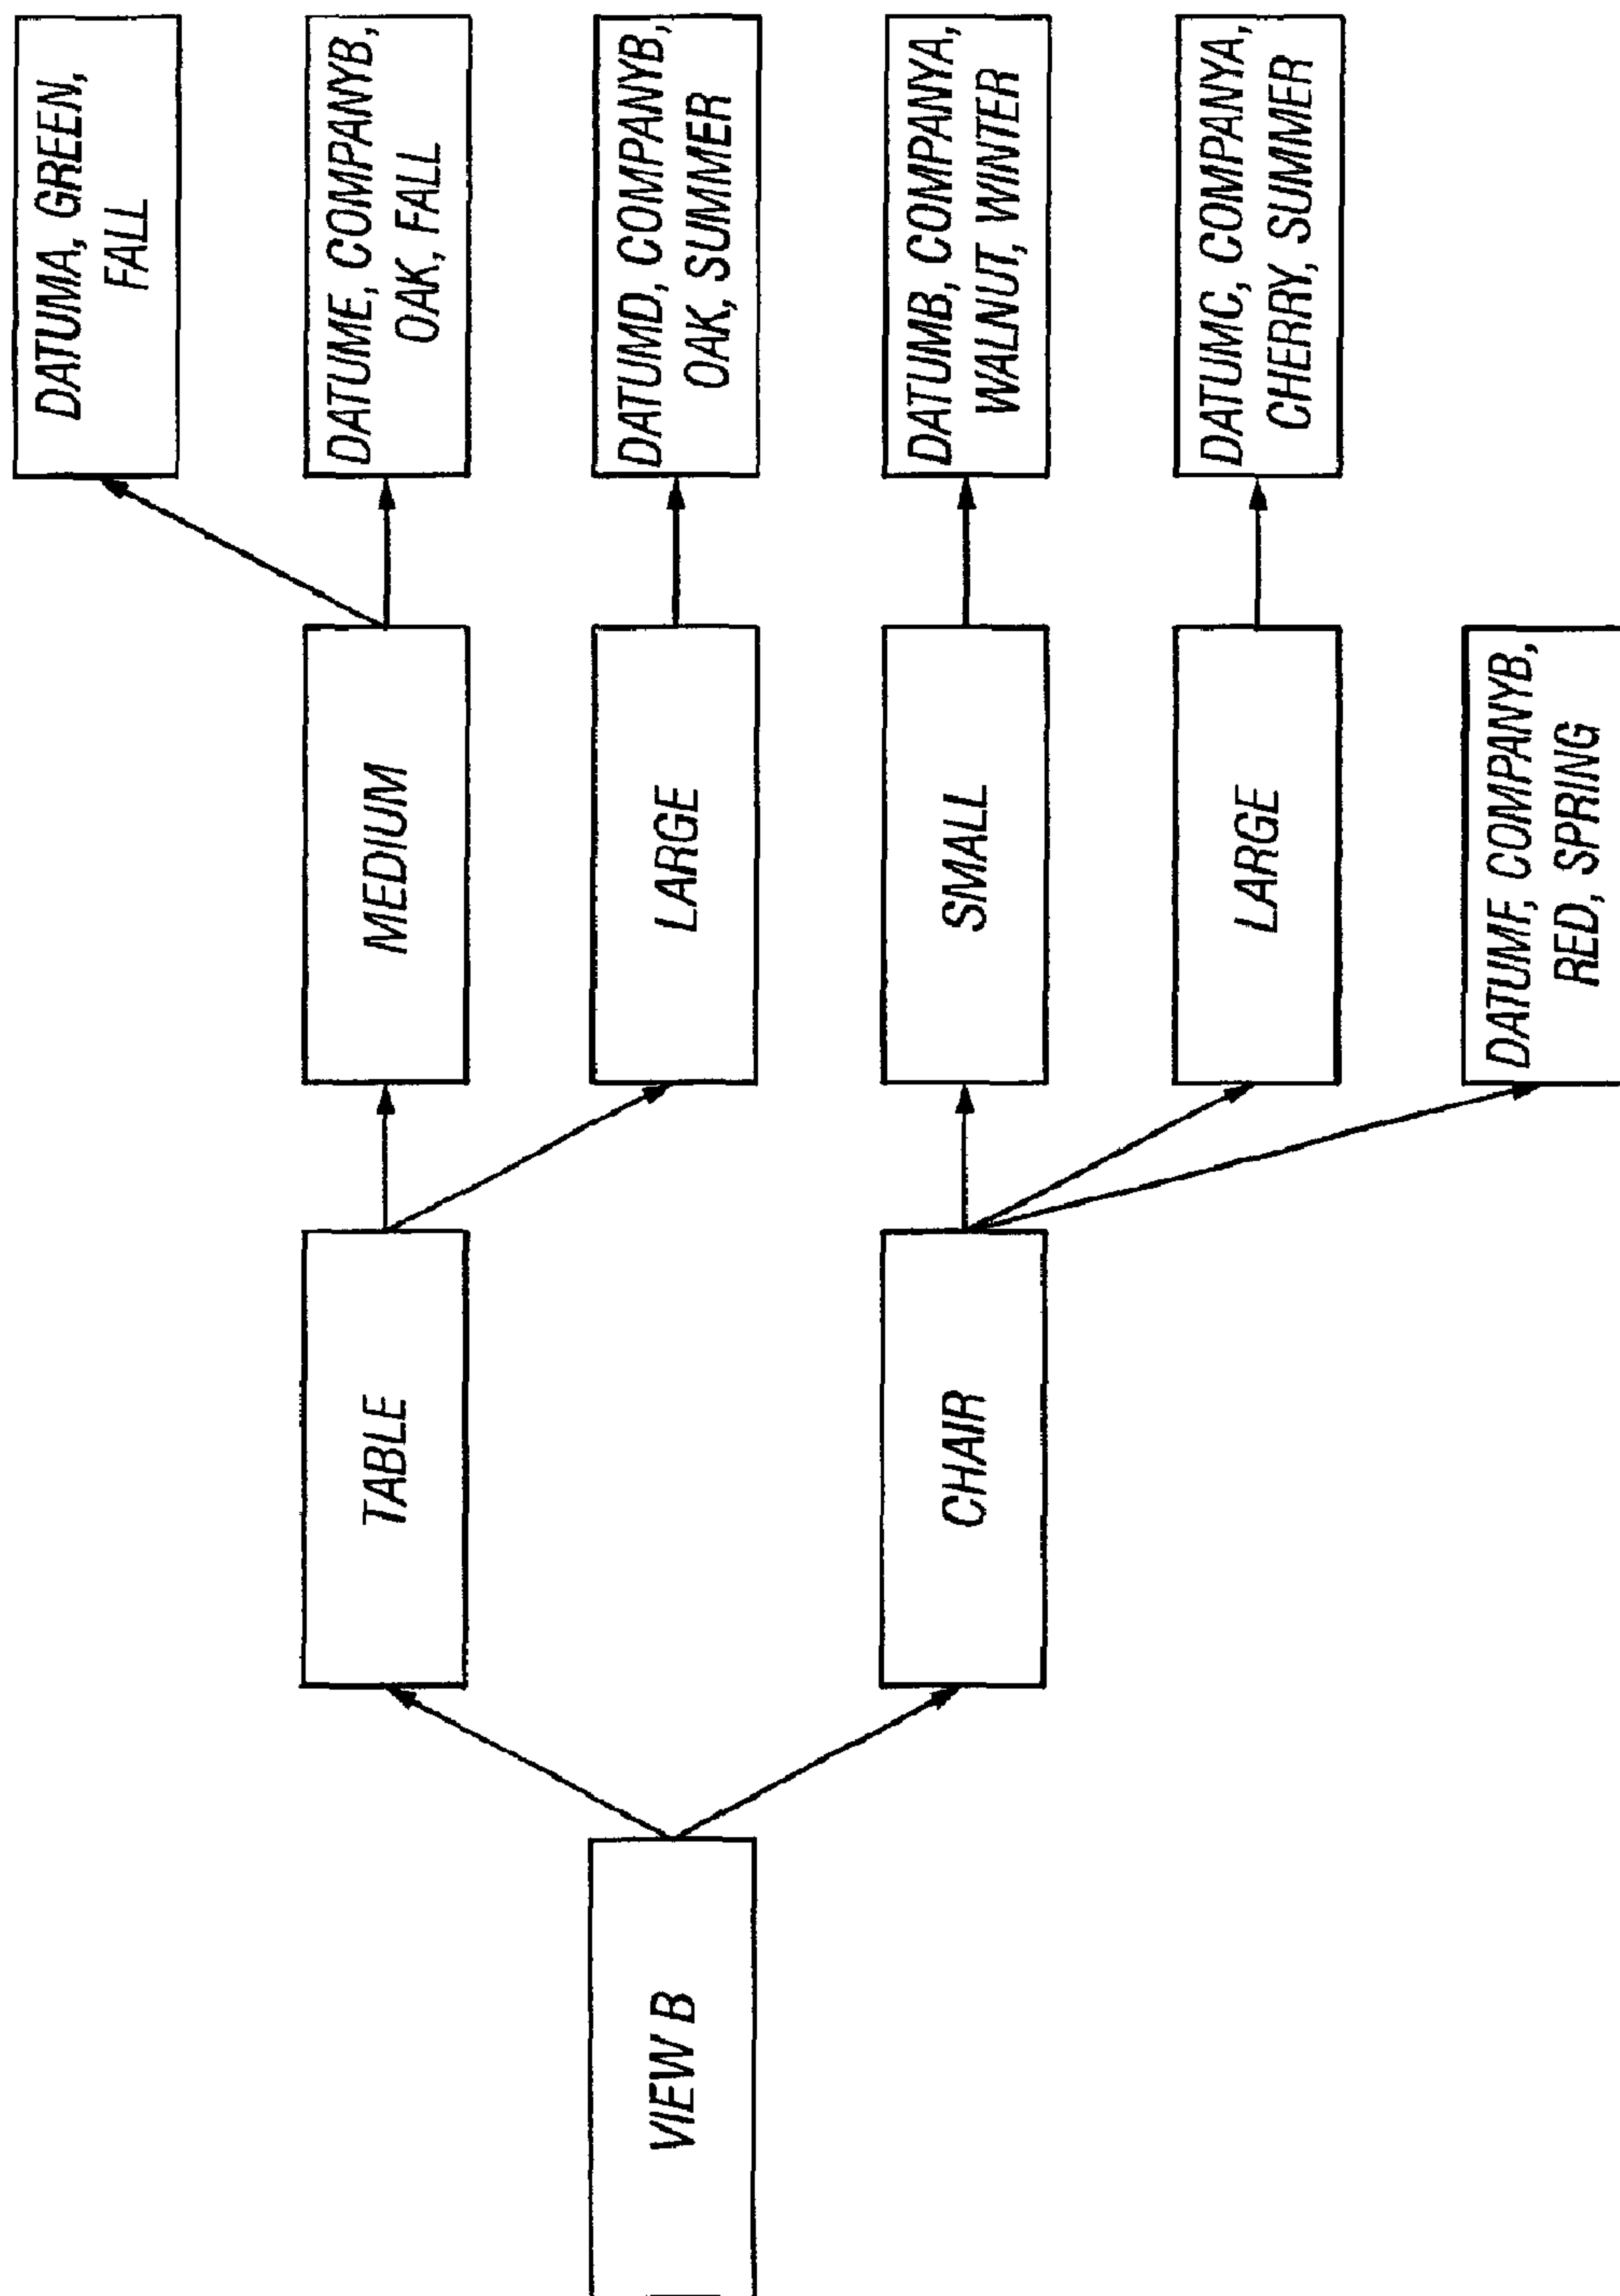 VIEW B
TABLE
CHAIR
MEDIUM
LARGE
SMALL
LARGE
DATUMF, COMPANYB,
RED, SPRING
DATUMA, GREEN,
FALL
DATUME, COMPANYB,
OAK, FALL
DATUMD, COMPANYB,
OAK, SUMMER
DATUMB, COMPANYA,
WALNUT, WINTER
DATUMC, COMPANYA,
CHERRY, SUMMER